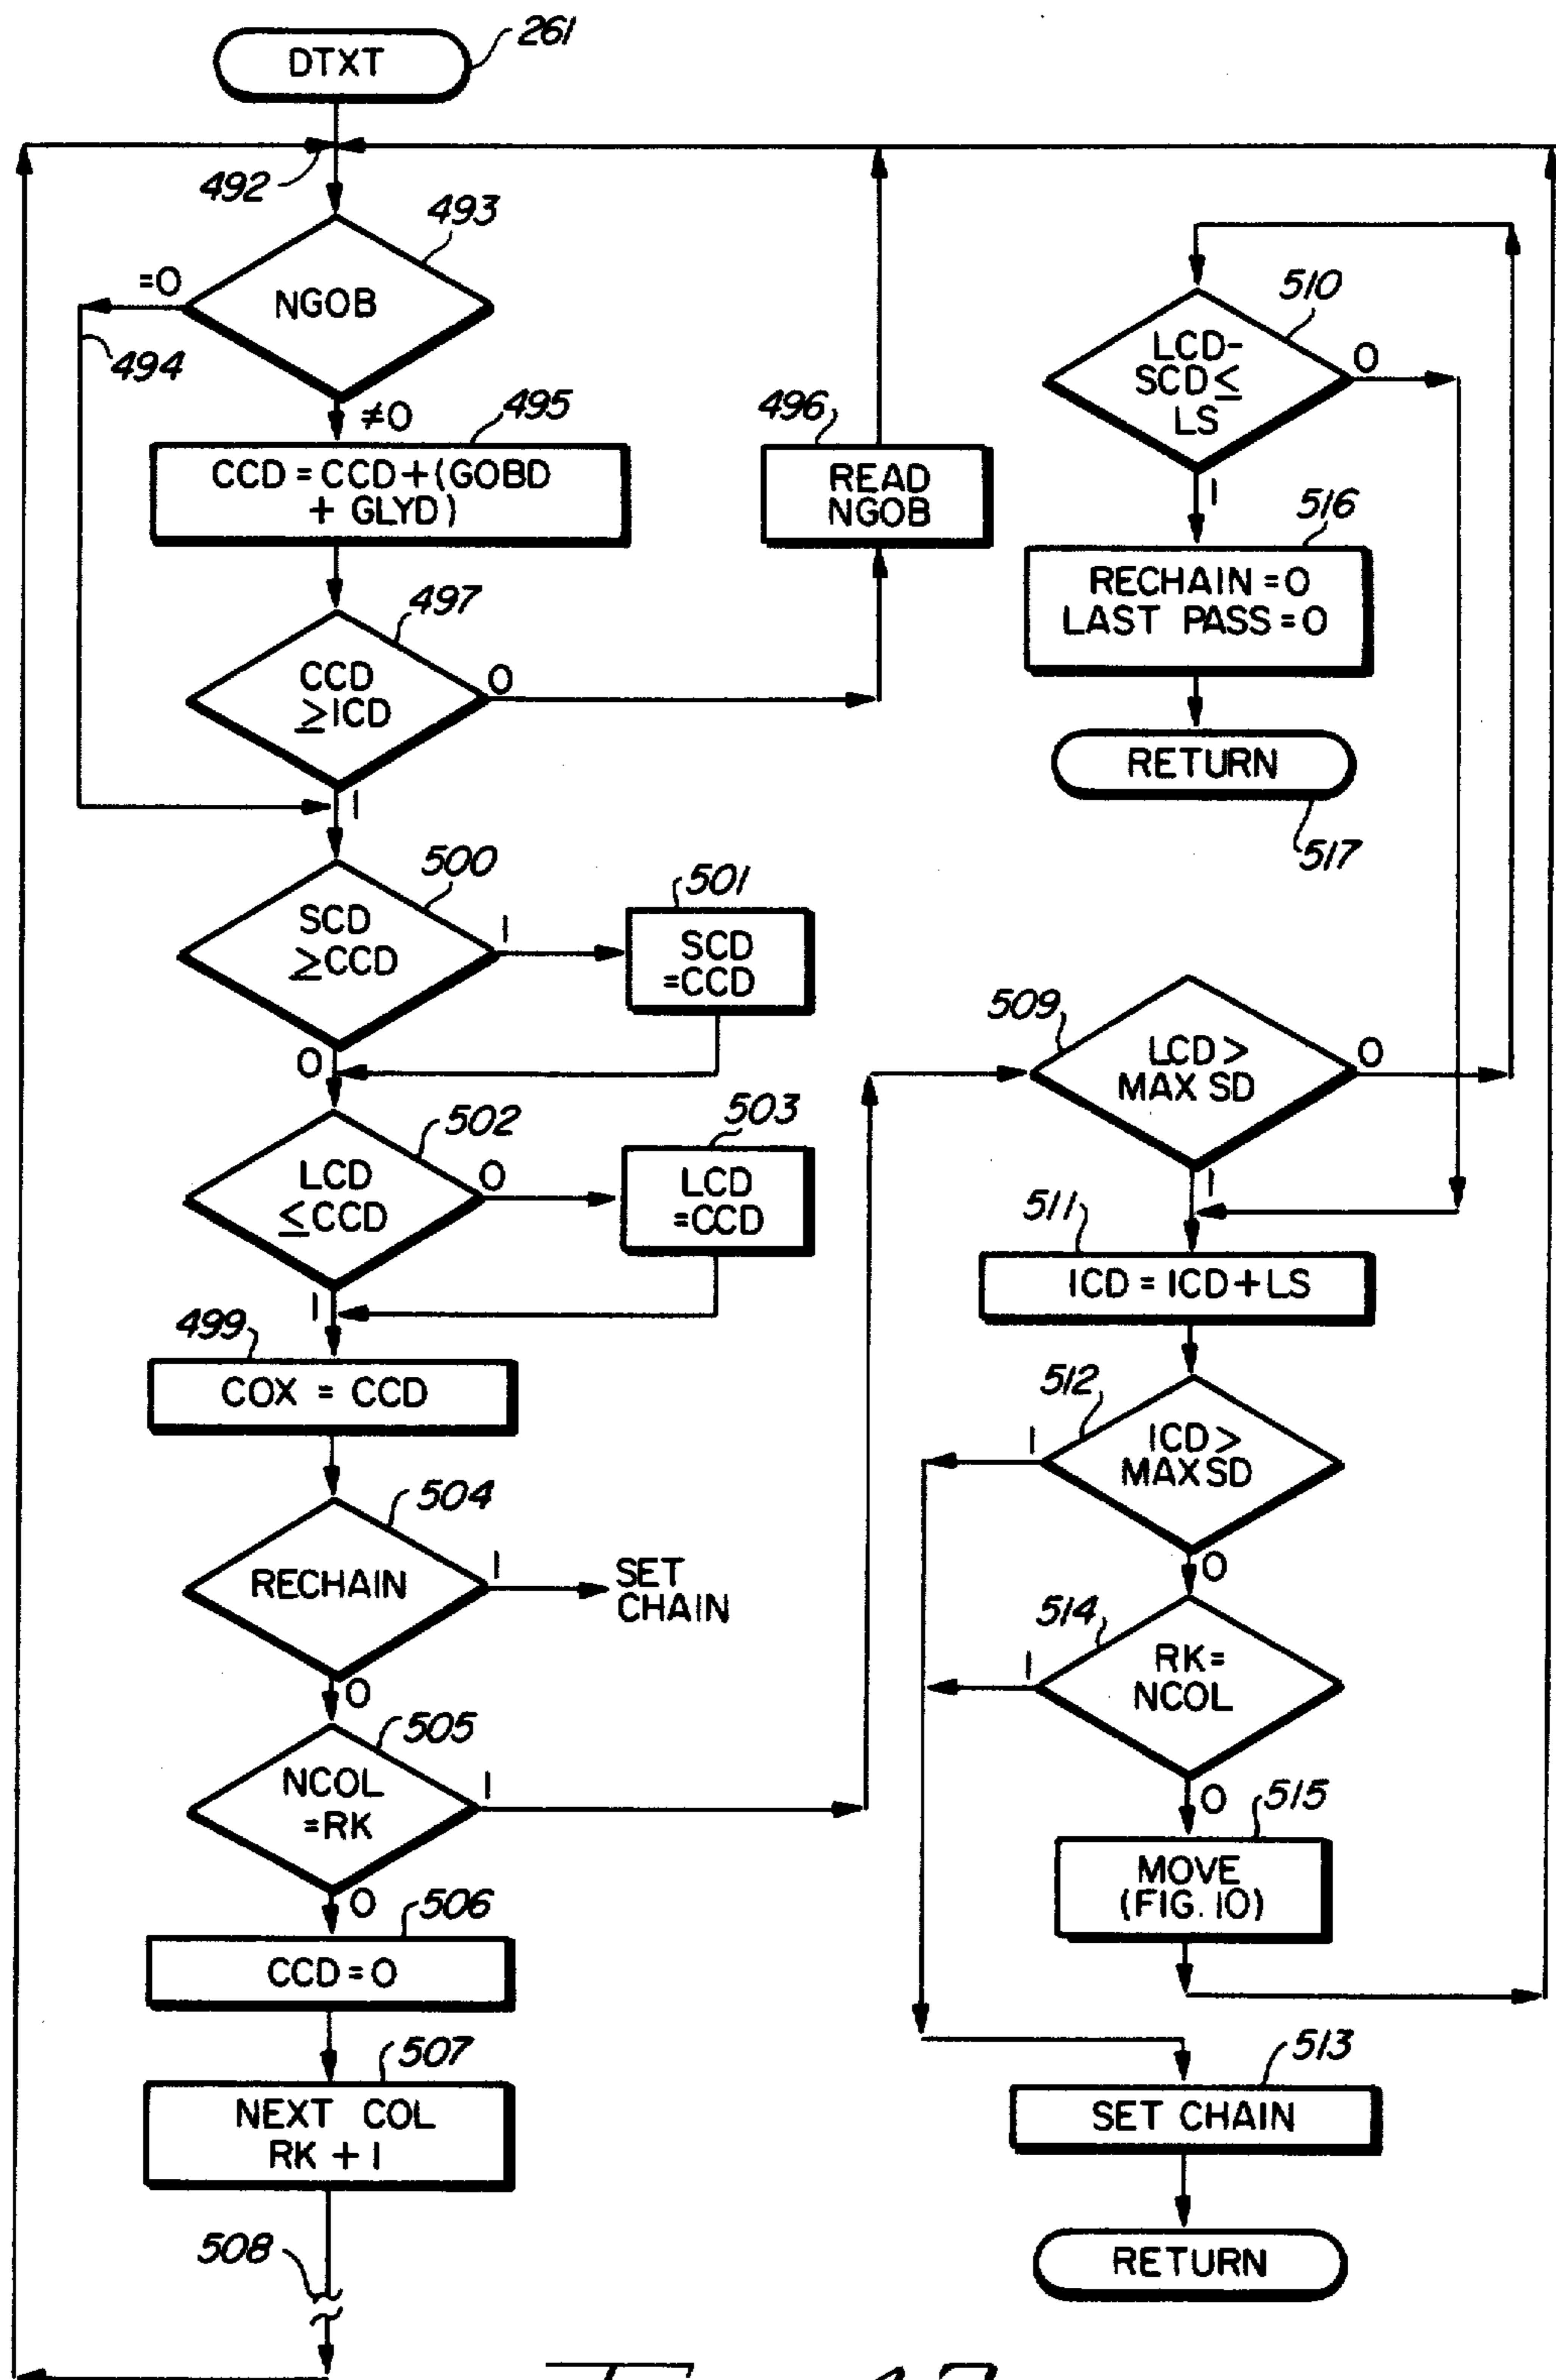 DTXT
261
492
493
=0
NGOB
494
≠0
495
CCD = CCD + (GOBD
+ GLYD)
496
READ
NGOB
497
CCD
≥ICD
0
1
500
SCD
≥CCD
1
501
SCD
=CCD
0
502
LCD
≤CCD
0
503
LCD
=CCD
1
499
COX = CCD
504
RECHAIN
1
SET
CHAIN
0
505
NCOL
=RK
1
0
506
CCD=0
507
NEXT COL
RK + 1
508
510
LCD-
SCD≤
LS
0
1
516
RECHAIN=0
LAST PASS=0
RETURN
517
509
LCD>
MAX SD
0
1
511
ICD = ICD + LS
512
ICD>
MAXSD
1
0
514
RK=
NCOL
1
0
515
MOVE
(FIG. 10)
513
SET CHAIN
RETURN